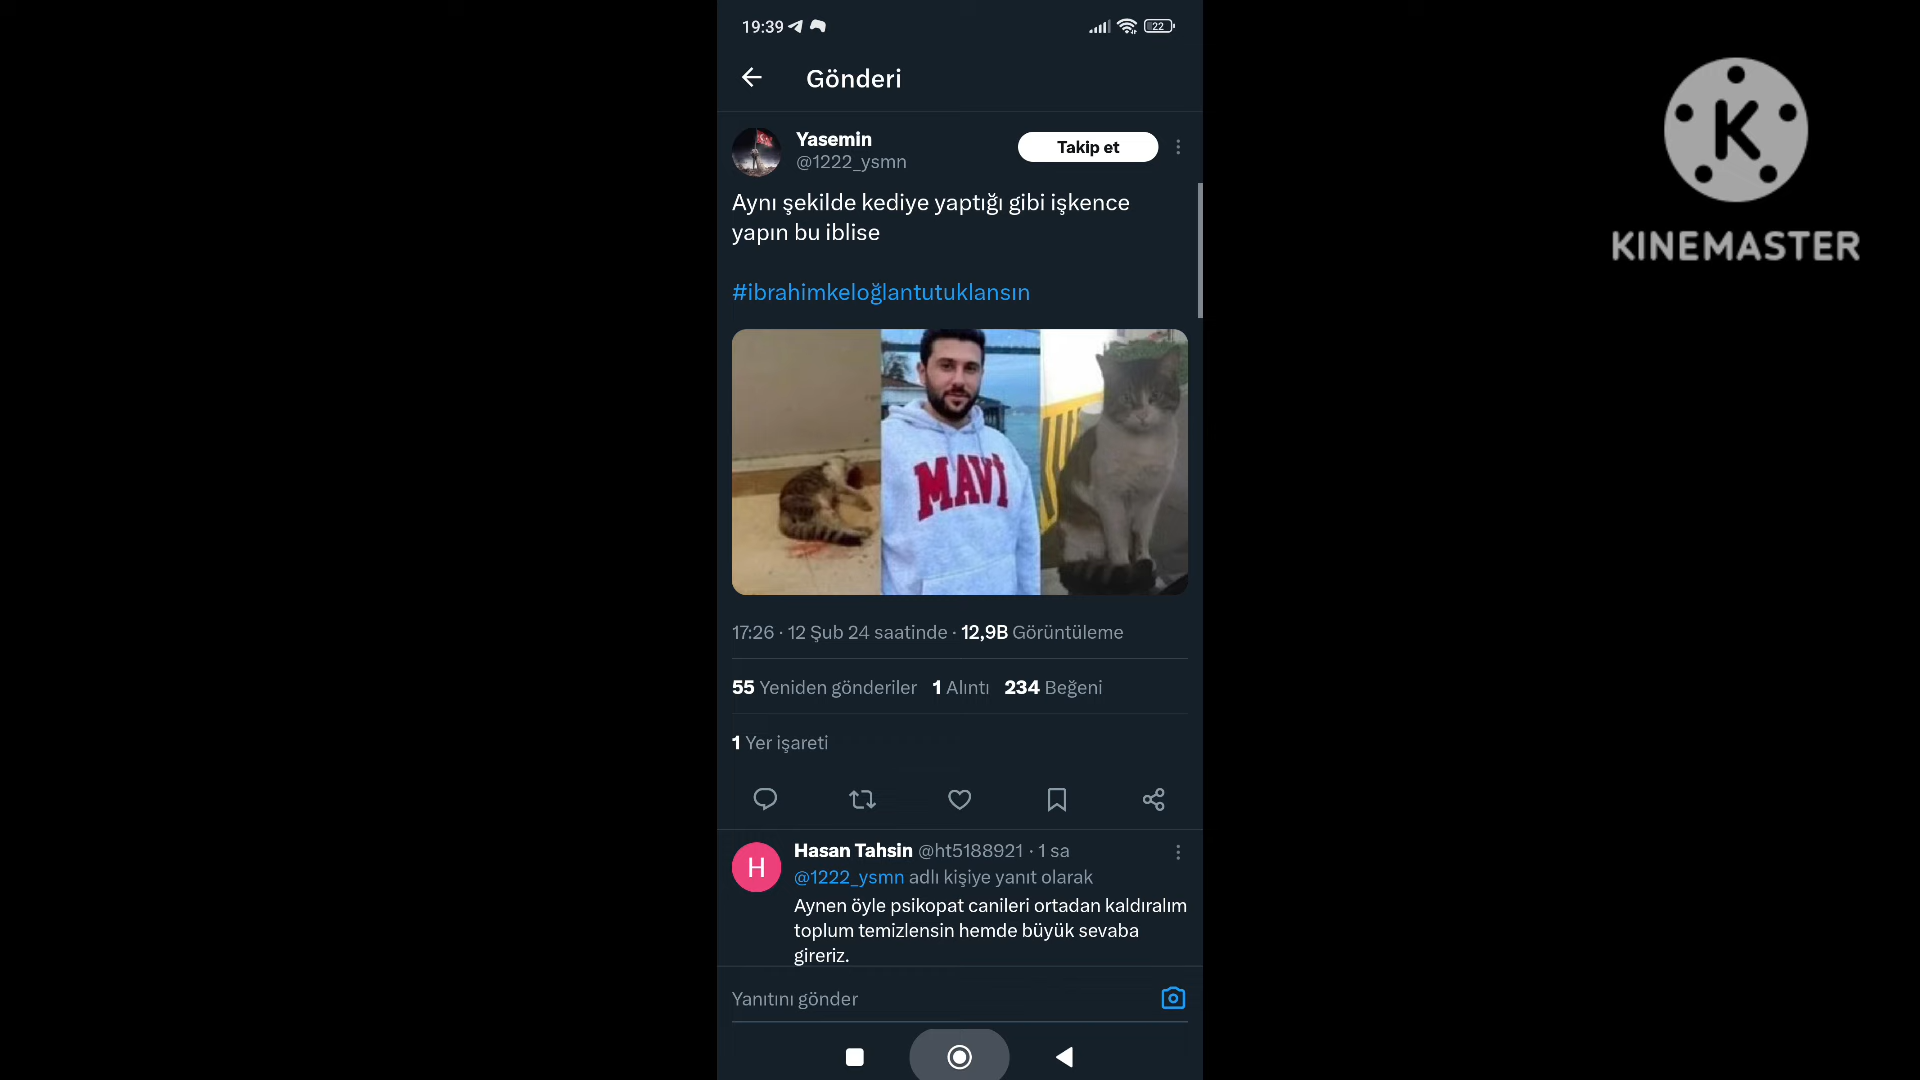 19:39
22
Gönderi
Yasemin
@1222_ysmn
Takip et
Aynı şekilde kediye yaptığı gibi işkence
yapın bu iblise
#ibrahimkeloğlantutuklansın
MAVİ
17:26 · 12 Şub 24 saatinde · 12,9B Görüntüleme
55 Yeniden gönderiler 1 Alıntı 234 Beğeni
1 Yer işareti
H
Hasan Tahsin @ht5188921 · 1 sa
@1222_ysmn adlı kişiye yanıt olarak
Aynen öyle psikopat canileri ortadan kaldıralım
toplum temizlensin hemde büyük sevaba
gireriz.
Yanıtını gönder
K
KINEMASTER